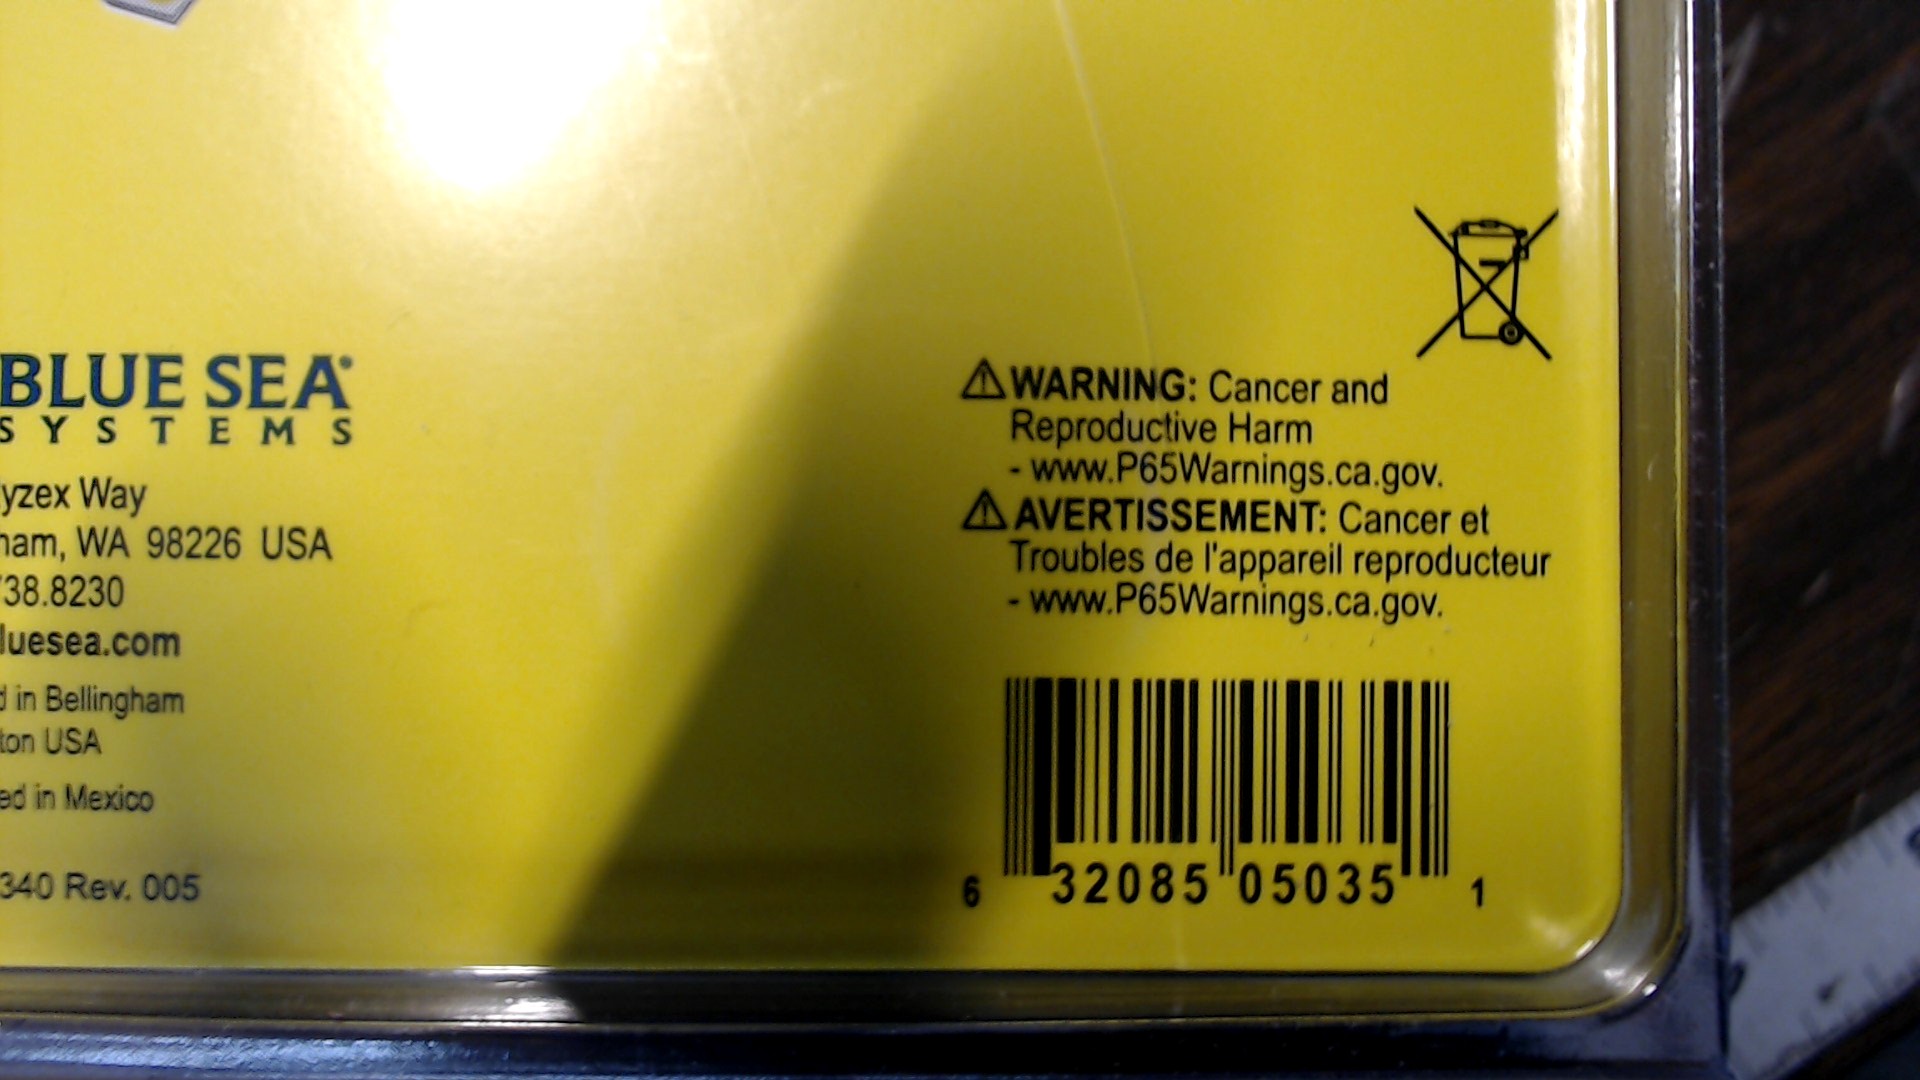 BLUE SEA
SYSTEMS
yzex Way
ham, WA 98226 USA
738.8230
luesea.com
d in Bellingham
ton USA
ed in Mexico
340 Rev. 005
⚠WARNING: Cancer and
Reproductive Harm
- www.P65Warnings.ca.gov.
⚠AVERTISSEMENT: Cancer et
Troubles de l'appareil reproducteur
- www.P65Warnings.ca.gov.
6 32085 05035 1